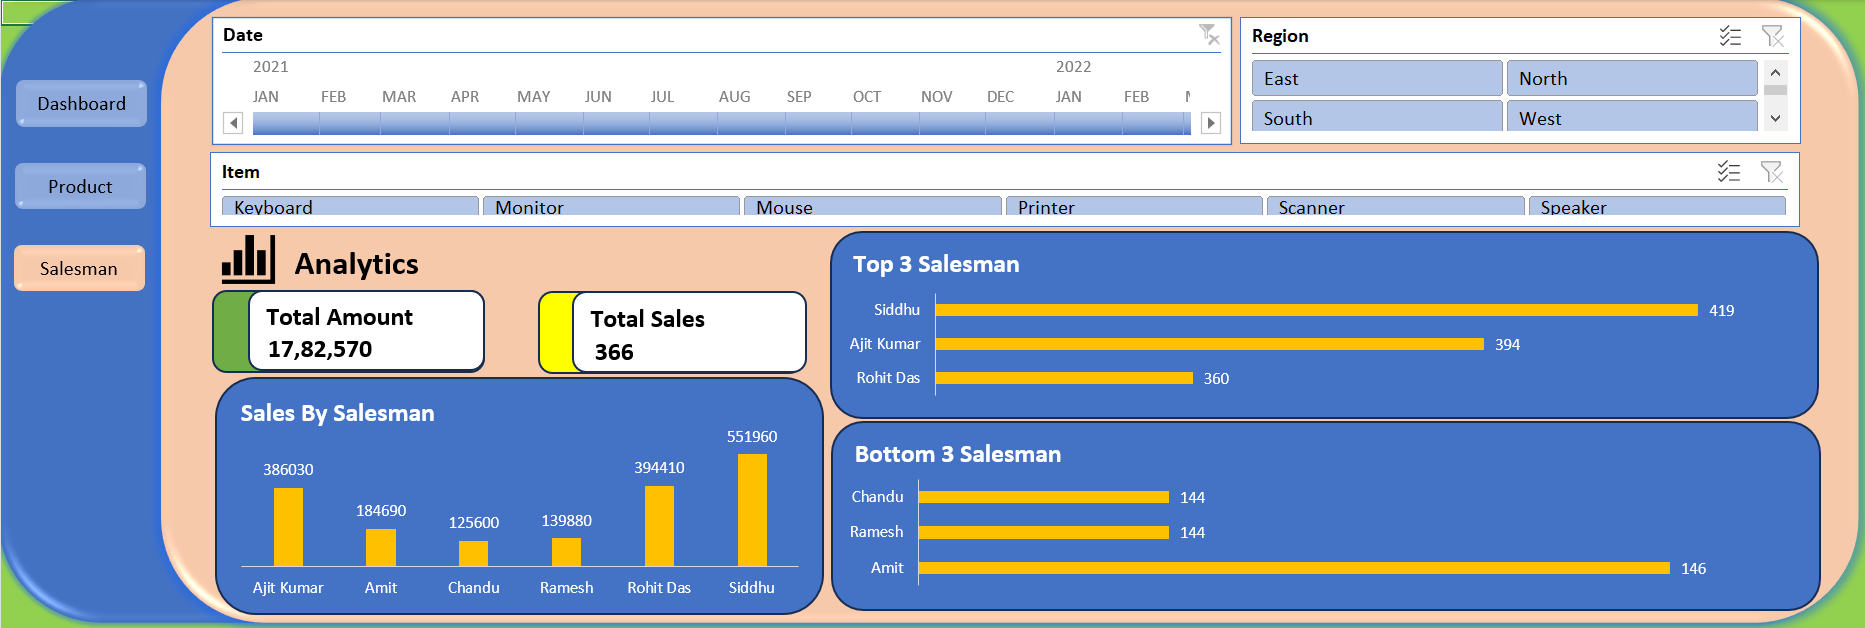 Dashboard
Product
Salesman
Date
2021 2022
JAN FEB MAR APR MAY JUN JUL AUG SEP OCT NOV DEC JAN FEB
Region
East North
South West
Item
Keyboard Monitor Mouse Printer Scanner Speaker
Analytics
Total Amount
17,82,570
Total Sales
366
Sales By Salesman
386030 184690 125600 139880 394410 551960
Ajit Kumar Amit Chandu Ramesh Rohit Das Siddhu
Top 3 Salesman
Siddhu 419
Ajit Kumar 394
Rohit Das 360
Bottom 3 Salesman
Chandu 144
Ramesh 144
Amit 146